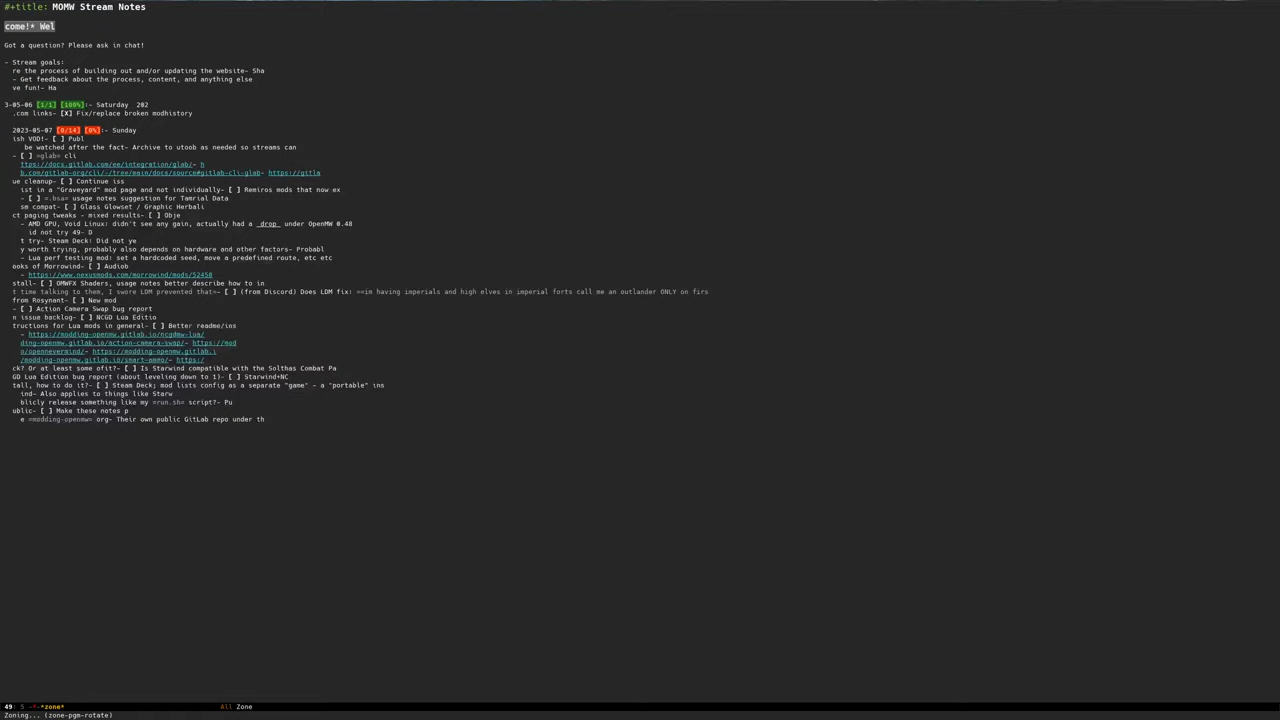 #+title: MOMW Stream Notes
come!* Wel
Got a question? Please ask in chat!
- Stream goals:
re the process of building out and/or updating the website- Sha
- Get feedback about the process, content, and anything else
ve fun!- Ha
3-05-06 [1/1] [100%]:- Saturday  202
.com links- [X] Fix/replace broken modhistory
2023-05-07 [0/14] [0%]:- Sunday
ish VOD!- [ ] Publ
be watched after the fact- Archive to utoob as needed so streams can
- [ ] =glab= cli
ttps://docs.gitlab.com/ee/integration/glab/- h
b.com/gitlab-org/cli/-/tree/main/docs/source#gitlab-cli-glab- https://gitla
ue cleanup- [ ] Continue iss
ist in a "Graveyard" mod page and not individually- [ ] Remiros mods that now ex
- [ ] =.bsa= usage notes suggestion for Tamrial Data
sm compat- [ ] Glass Glowset / Graphic Herbali
ct paging tweaks - mixed results- [ ] Obje
- AMD GPU, Void Linux: didn't see any gain, actually had a _drop_ under OpenMW 0.48
id not try 49- D
t try- Steam Deck: Did not ye
y worth trying, probably also depends on hardware and other factors- Probabl
- Lua perf testing mod: set a hardcoded seed, move a predefined route, etc etc
ooks of Morrowind- [ ] Audiob
- https://www.nexusmods.com/morrowind/mods/52458
stall- [ ] OMWFX Shaders, usage notes better describe how to in
t time talking to them, I swore LDM prevented that=- [ ] (from Discord) Does LDM fix: ==im having imperials and high elves in imperial forts call me an outlander ONLY on firs
from Rosynant- [ ] New mod
- [ ] Action Camera Swap bug report
n issue backlog- [ ] NCGD Lua Editio
tructions for Lua mods in general- [ ] Better readme/ins
- https://modding-openmw.gitlab.io/ncgdmw-lua/
ding-openmw.gitlab.io/action-camera-swap/- https://mod
o/opennevermind/- https://modding-openmw.gitlab.i
/modding-openmw.gitlab.io/smart-ammo/- https:/
ck? Or at least some ofit?- [ ] Is Starwind compatible with the Solthas Combat Pa
GD Lua Edition bug report (about leveling down to 1)- [ ] Starwind+NC
tall, how to do it?- [ ] Steam Deck; mod lists config as a separate "game" - a "portable" ins
ind- Also applies to things like Starw
blicly release something like my =run.sh= script?- Pu
ublic- [ ] Make these notes p
e =modding-openmw= org- Their own public GitLab repo under th
49: 5 -*-*zone* All Zone
Zoning... (zone-pgm-rotate)